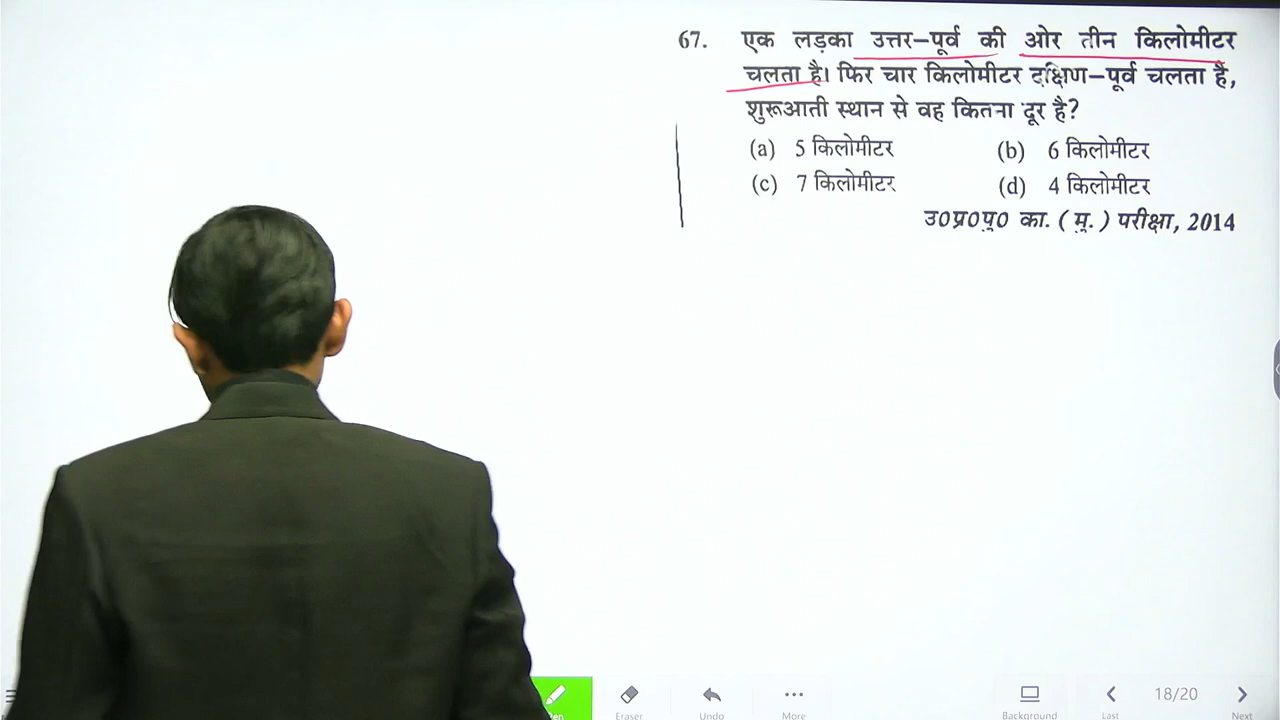 67. एक लड़का उत्तर–पूर्व की ओर तीन किलोमीटर
चलता है। फिर चार किलोमीटर दक्षिण–पूर्व चलता है,
शुरूआती स्थान से वह कितना दूर है?
(a) 5 किलोमीटर (b) 6 किलोमीटर
(c) 7 किलोमीटर (d) 4 किलोमीटर
उ0प्र0पु0 का. ( मू. ) परीक्षा, 2014
Eraser Undo More Background Last 18/20 Next